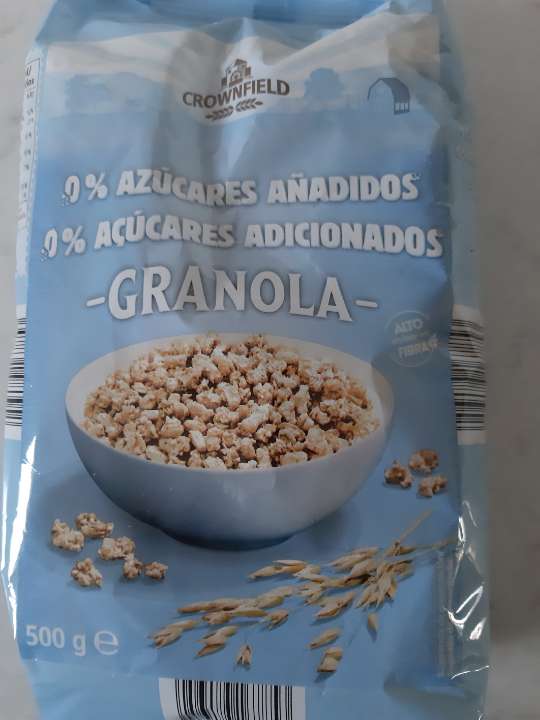 CROWNFIELD
0% AZÚCARES AÑADIDOS
0% AÇÚCARES ADICIONADOS
-GRANOLA-
ALTO
FIBRA
500 g e